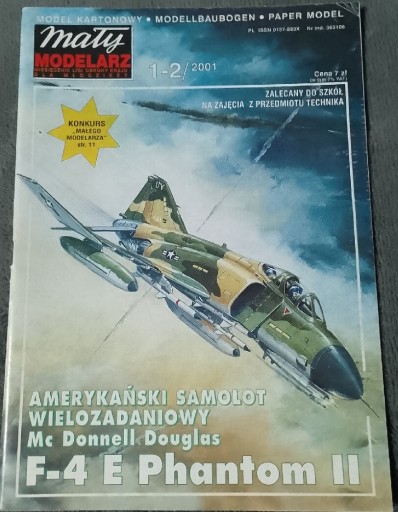 MODEL KARTONOWY • MODELLBAUBOGEN • PAPER MODEL
mały
MODELARZ
1-2/2001
Cena 7 zł
ZALECANY DO SZKÓŁ
NA ZAJĘCIA Z PRZEDMIOTU TECHNIKA
KONKURS
„MAŁEGO
MODELARZA"
str. 11
AMERYKAŃSKI SAMOLOT
WIELOZADANIOWY
Mc Donnell Douglas
F-4 E Phantom II